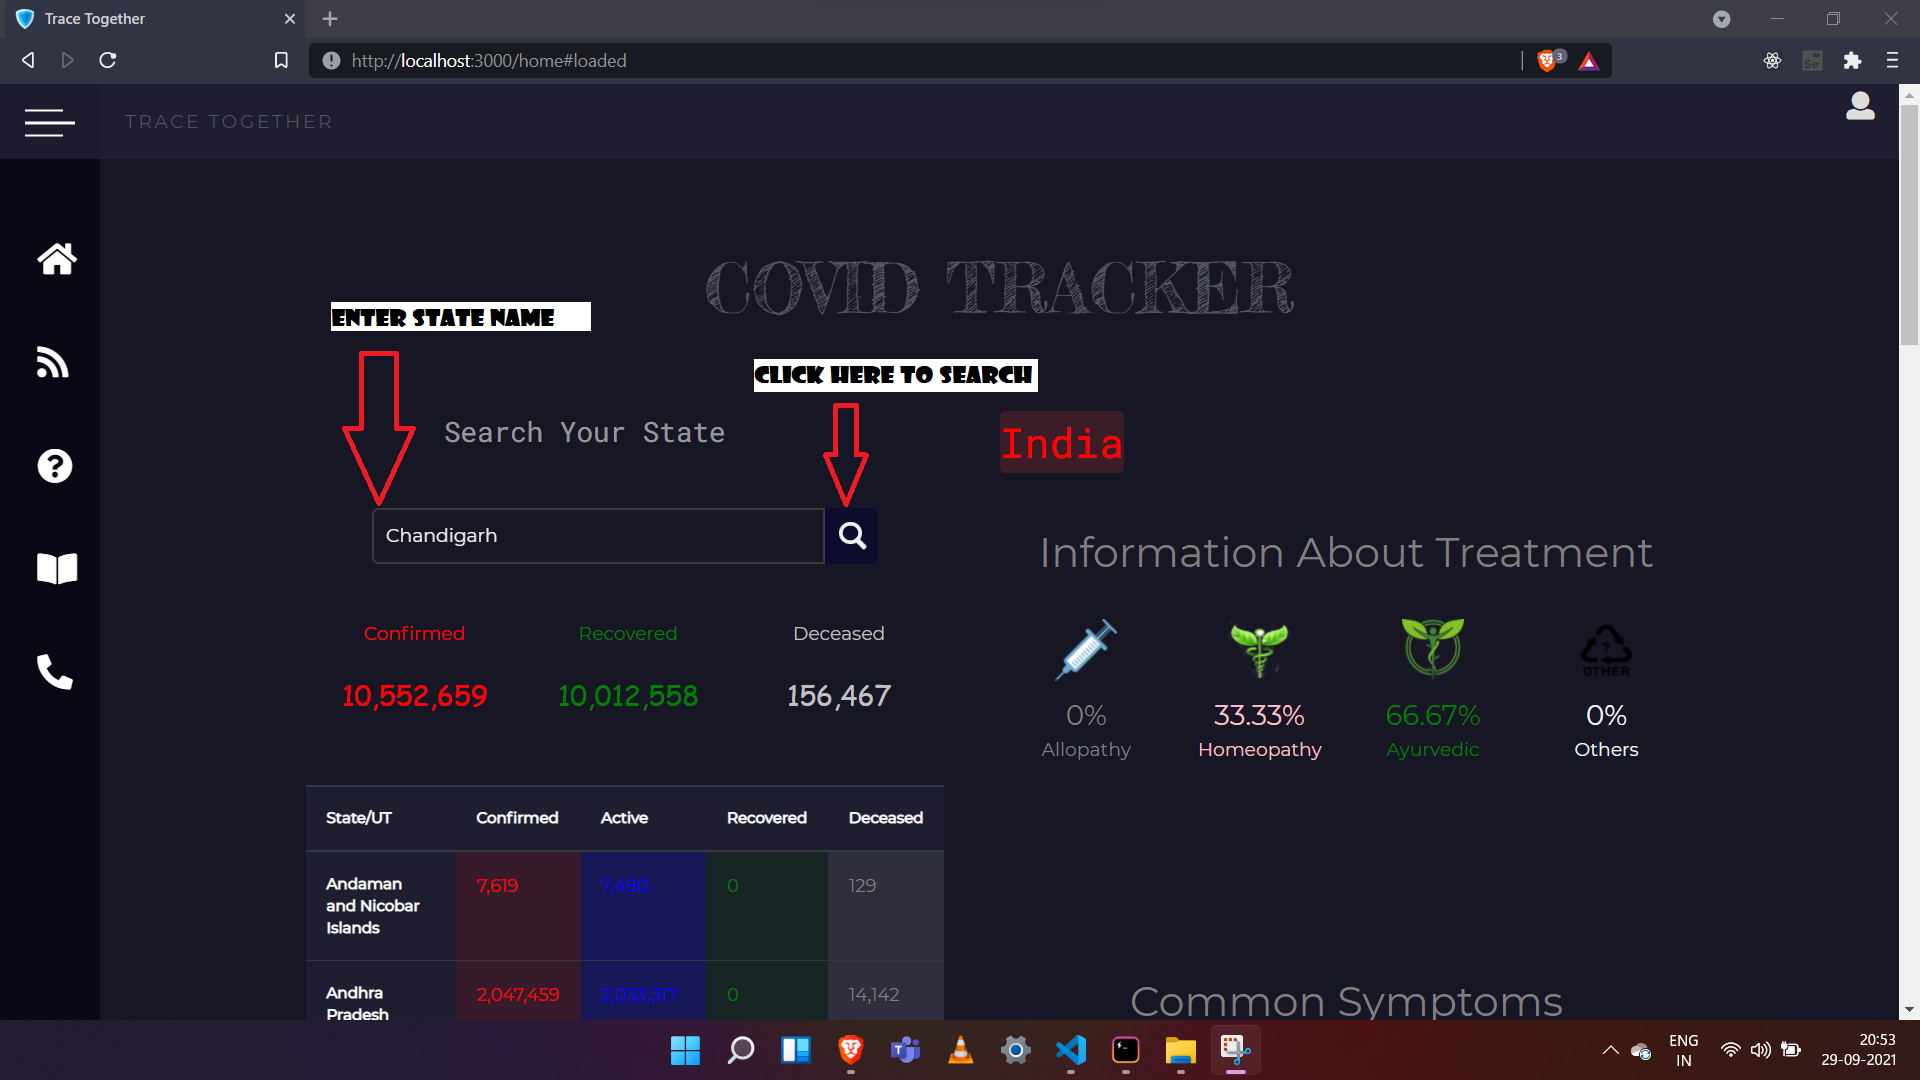 Trace Together
http://localhost:3000/home#loaded
3
Se
TRACE TOGETHER
COVID TRACKER
ENTER STATE NAME
CLICK HERE TO SEARCH
Search Your State
India
Chandigarh
Information About Treatment
Confirmed Recovered Deceased
10,552,659 10,012,558 156,467
7
OTHER
0% 33.33% 66.67% 0%
Allopathy Homeopathy Ayurvedic Others
State/UT Confirmed Active Recovered Deceased
Andaman and Nicobar Islands 7,619 7,490 0 129
Andhra Pradesh 2,047,459 2,033,317 0 14,142
Common Symptoms
ENG
IN
20:53
29-09-2021